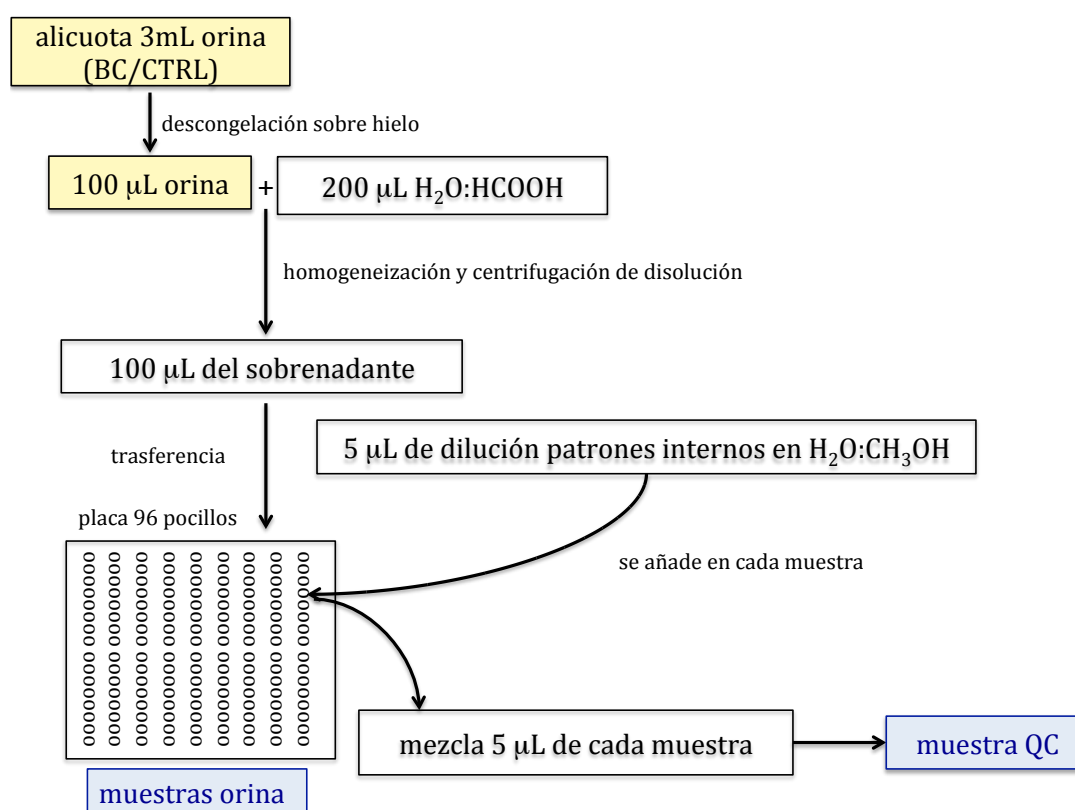 alicuota 3mL orina
(BC/CTRL)
descongelación sobre hielo
100 μL orina
+
200 μL H₂O:HCOOH
homogeneización y centrifugación de disolución
100 μL del sobrenadante
trasferencia
5 μL de dilución patrones internos en H₂O:CH₃OH
placa 96 pocillos
se añade en cada muestra
mezcla 5 μL de cada muestra
muestra QC
muestras orina